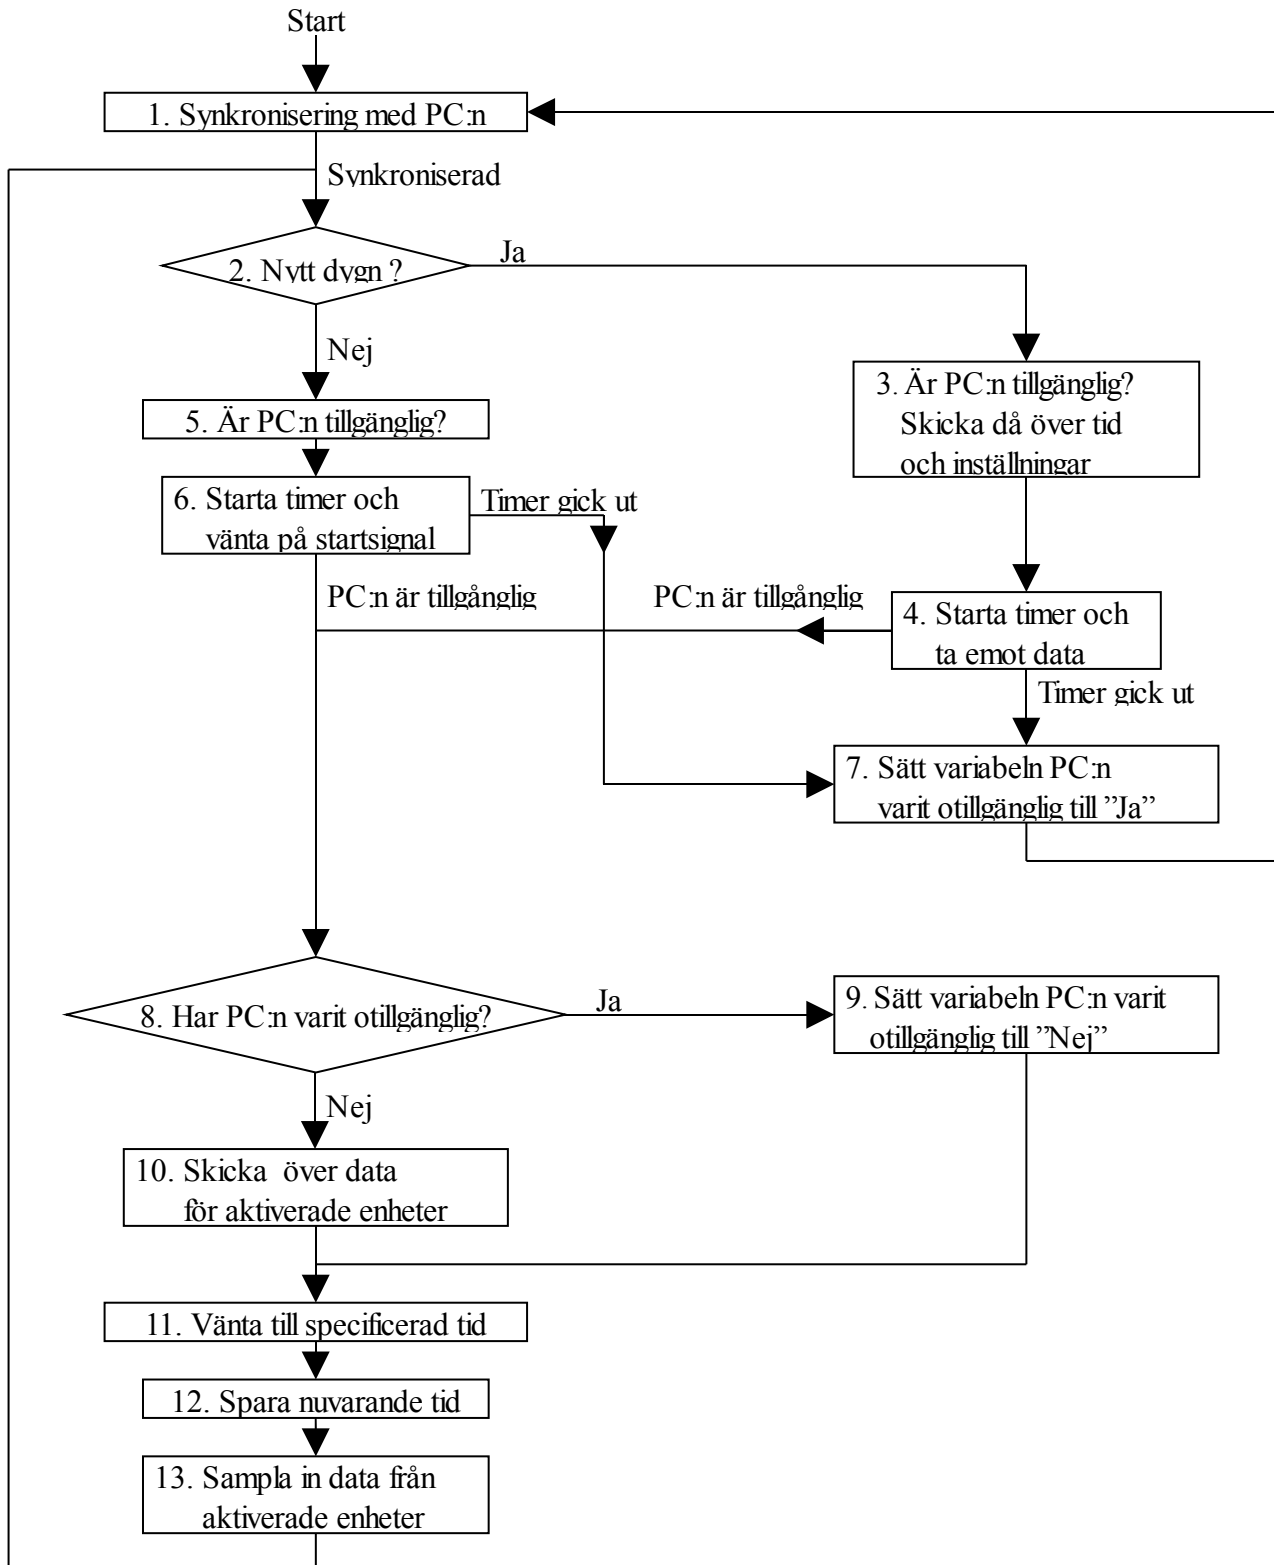 Start
1. Synkronisering med PC:n
Synkroniserad
2. Nytt dygn ?
Ja
Nej
3. Är PC:n tillgänglig?
Skicka då över tid
och inställningar
5. Är PC:n tillgänglig?
6. Starta timer och
vänta på startsignal
Timer gick ut
PC:n är tillgånglig
PC:n är tillgånglig
4. Starta timer och
ta emot data
Timer gick ut
7. Sätt variabeln PC:n
varit otillgänglig till ”Ja”
8. Har PC:n varit otillgänglig?
Ja
9. Sätt variabeln PC:n varit
otillgänglig till ”Nej”
Nej
10. Skicka över data
för aktiverade enheter
11. Vänta till specificerad tid
12. Spara nuvarande tid
13. Sampla in data från
aktiverade enheter